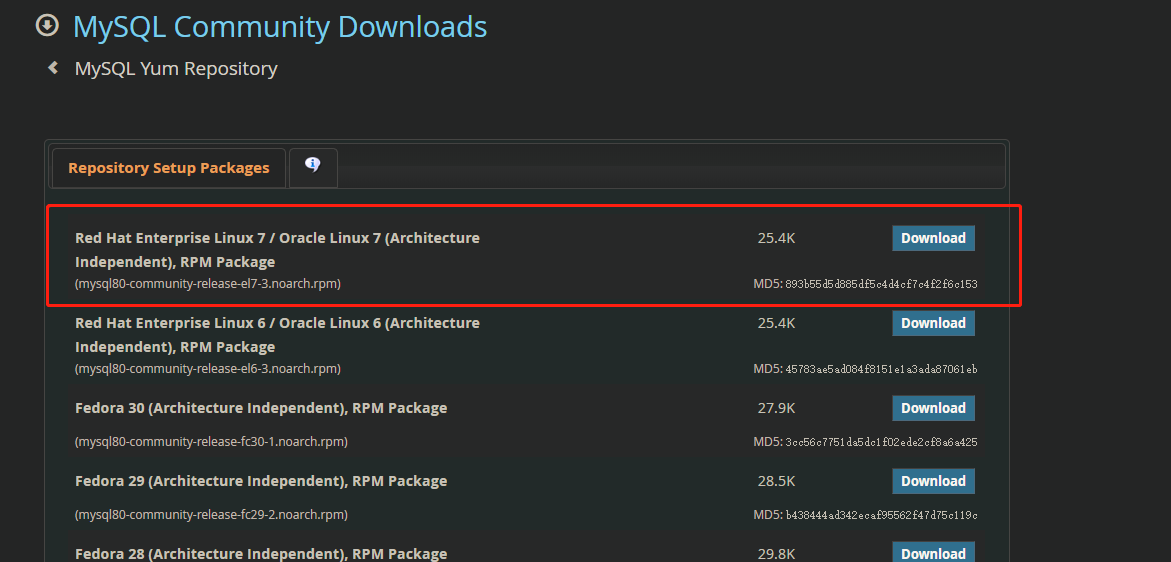 MySQL Community Downloads
MySQL Yum Repository
Repository Setup Packages
Red Hat Enterprise Linux 7 / Oracle Linux 7 (Architecture
Independent), RPM Package
25.4K
Download
(mysql80-community-release-el7-3.noarch.rpm)
MD5: 893b55d5d885df5c4d4cf7c4f2f6c153
Red Hat Enterprise Linux 6 / Oracle Linux 6 (Architecture
Independent), RPM Package
25.4K
Download
(mysql80-community-release-el6-3.noarch.rpm)
MD5: 45783ae5ad084f8151e1a3ada87061eb
Fedora 30 (Architecture Independent), RPM Package
27.9K
Download
(mysql80-community-release-fc30-1.noarch.rpm)
MD5: 3cc56c7751da5dc1f02ede2cf8a6a425
Fedora 29 (Architecture Independent), RPM Package
28.5K
Download
(mysql80-community-release-fc29-2.noarch.rpm)
MD5: b438444ad342ecaf95562f47d75c119c
Fedora 28 (Architecture Independent), RPM Package
29.8K
Download